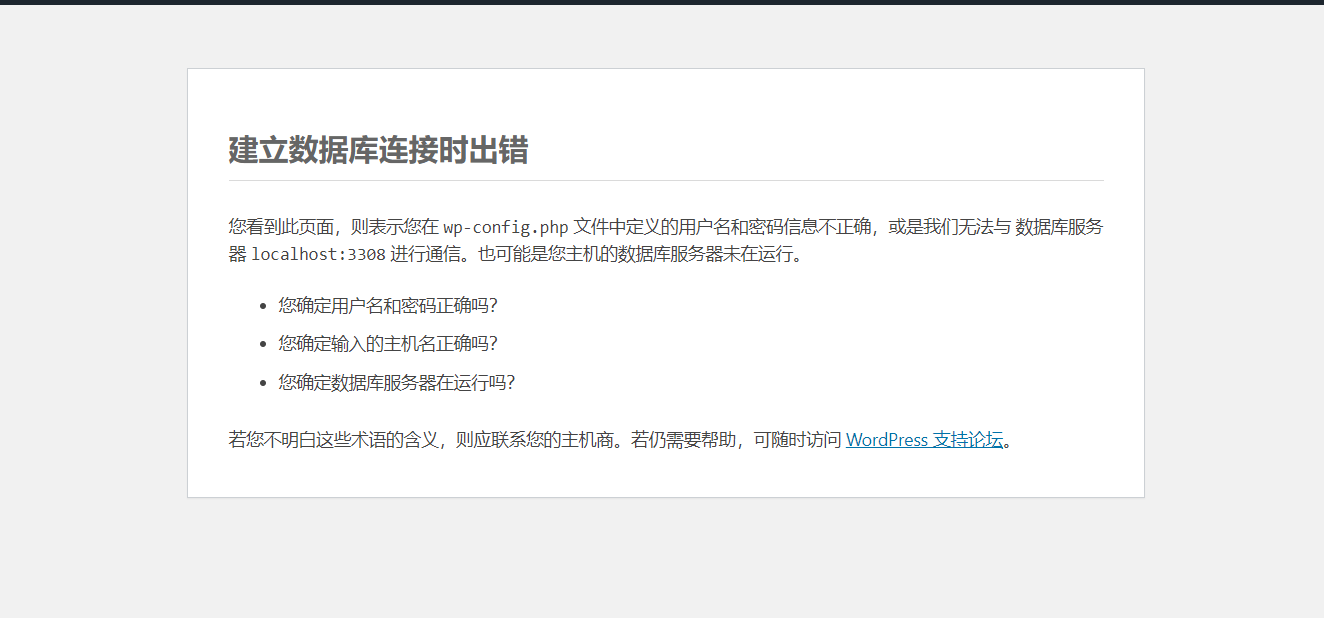 建立数据库连接时出错
您看到此页面，则表示您在 wp-config.php 文件中定义的用户名和密码信息不正确，或是我们无法与 数据库服务
器 localhost:3308 进行通信。也可能是您主机的数据库服务器未在运行。
• 您确定用户名和密码正确吗？
• 您确定输入的主机名正确吗？
• 您确定数据库服务器在运行吗？
若您不明白这些术语的含义，则应联系您的主机商。若仍需要帮助，可随时访问 WordPress 支持论坛。